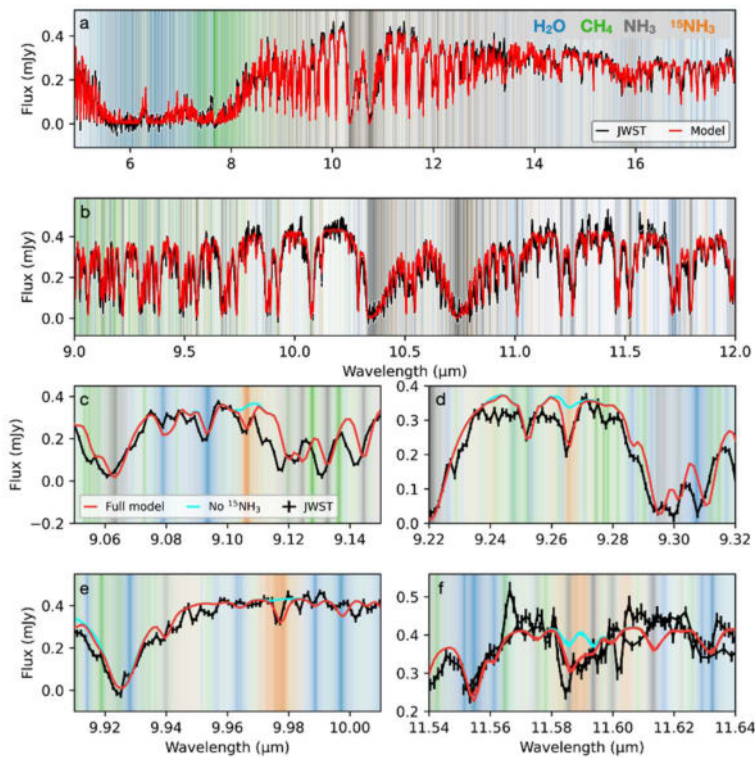 a
H₂O CH₄ NH₃ ¹⁵NH₃
Flux (mJy)
0.4
0.2
0.0
JWST Model
6 8 10 12 14 16
b
Flux (mJy)
0.4
0.2
0.0
9.0 9.5 10.0 10.5 11.0 11.5 12.0
Wavelength (μm)
c
Flux (mJy)
0.4
0.2
0.0
−0.2
Full model No ¹⁵NH₃ JWST
9.06 9.08 9.10 9.12 9.14
d
0.4
0.3
0.2
0.1
0.0
9.22 9.24 9.26 9.28 9.30 9.32
e
Flux (mJy)
0.4
0.2
0.0
9.92 9.94 9.96 9.98 10.00
Wavelength (μm)
f
0.5
0.4
0.3
0.2
11.54 11.56 11.58 11.60 11.62 11.64
Wavelength (μm)